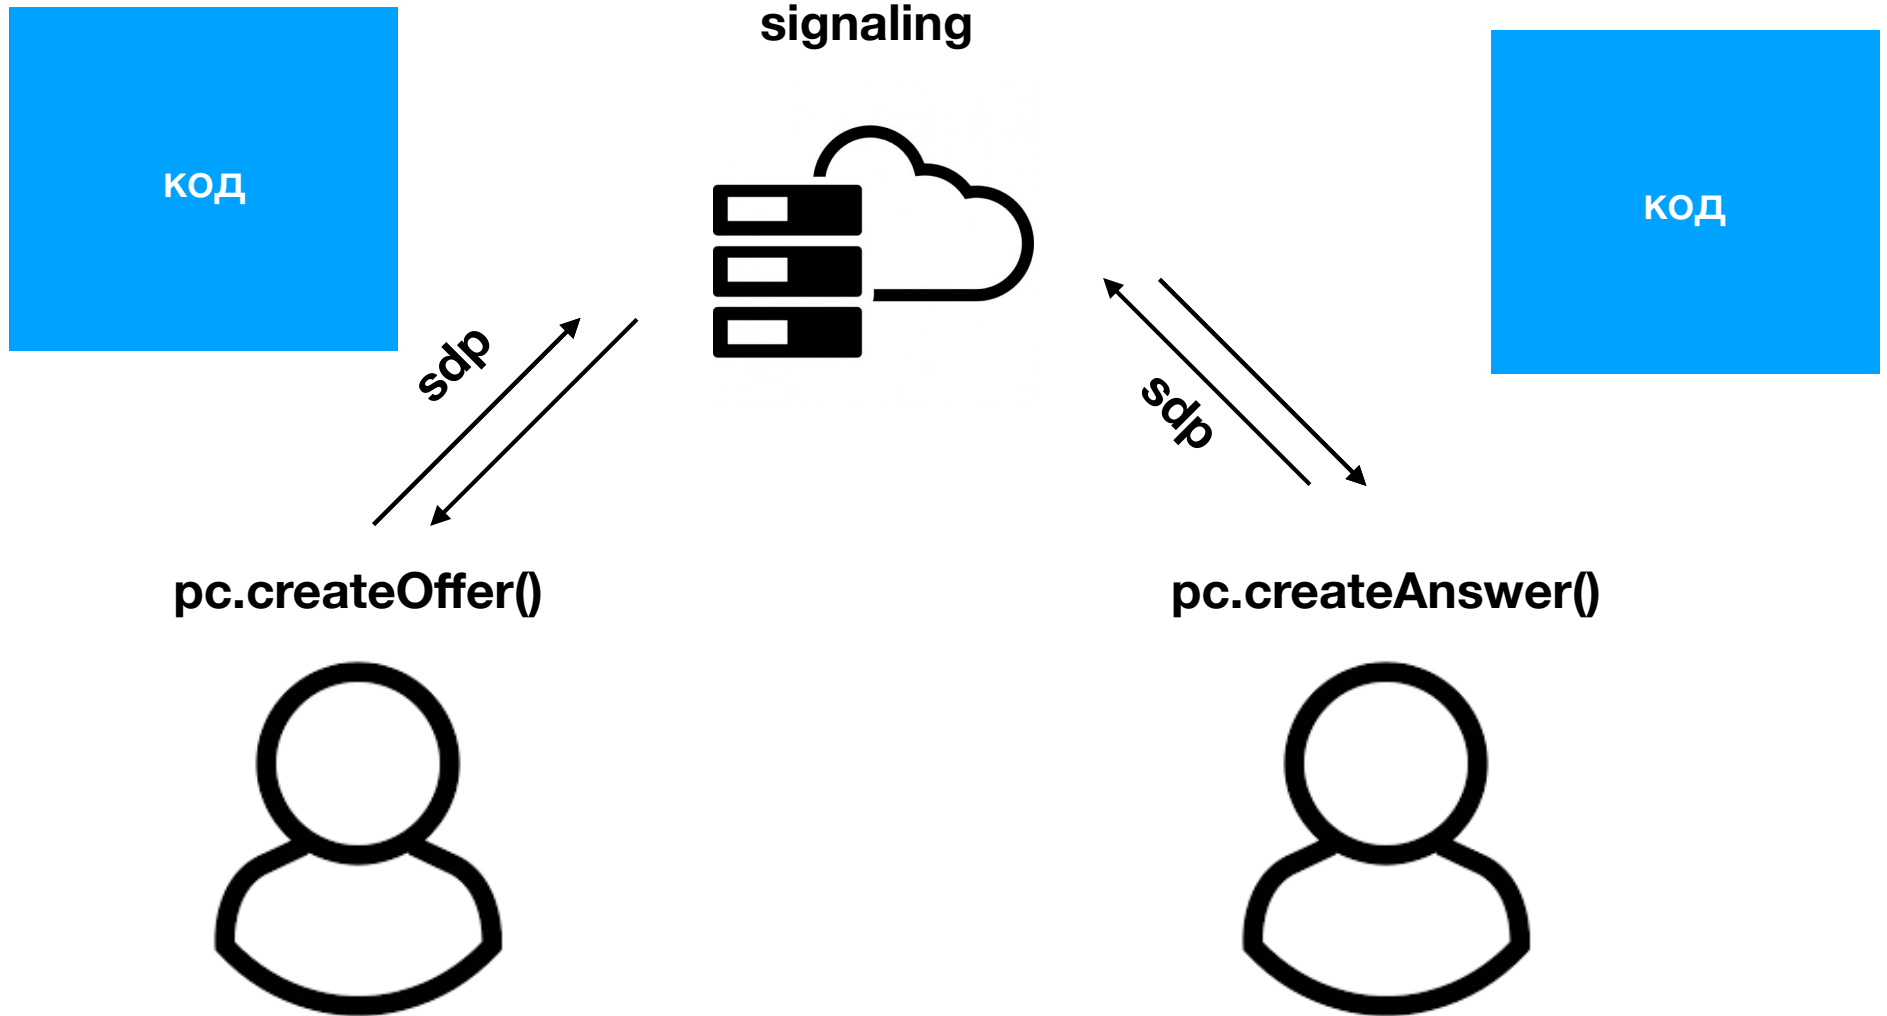 signaling
код
код
sdp
sdp
pc.createOffer()
pc.createAnswer()